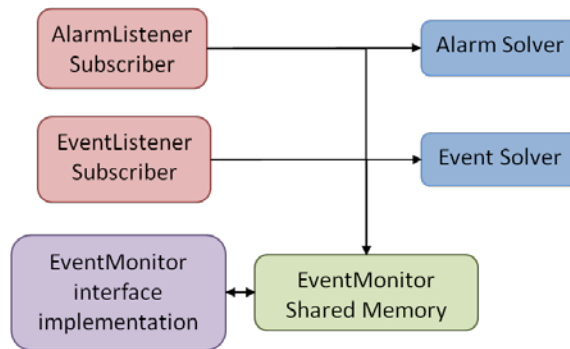 AlarmListener
Subscriber
Alarm Solver
EventListener
Subscriber
Event Solver
EventMonitor
interface
implementation
EventMonitor
Shared Memory